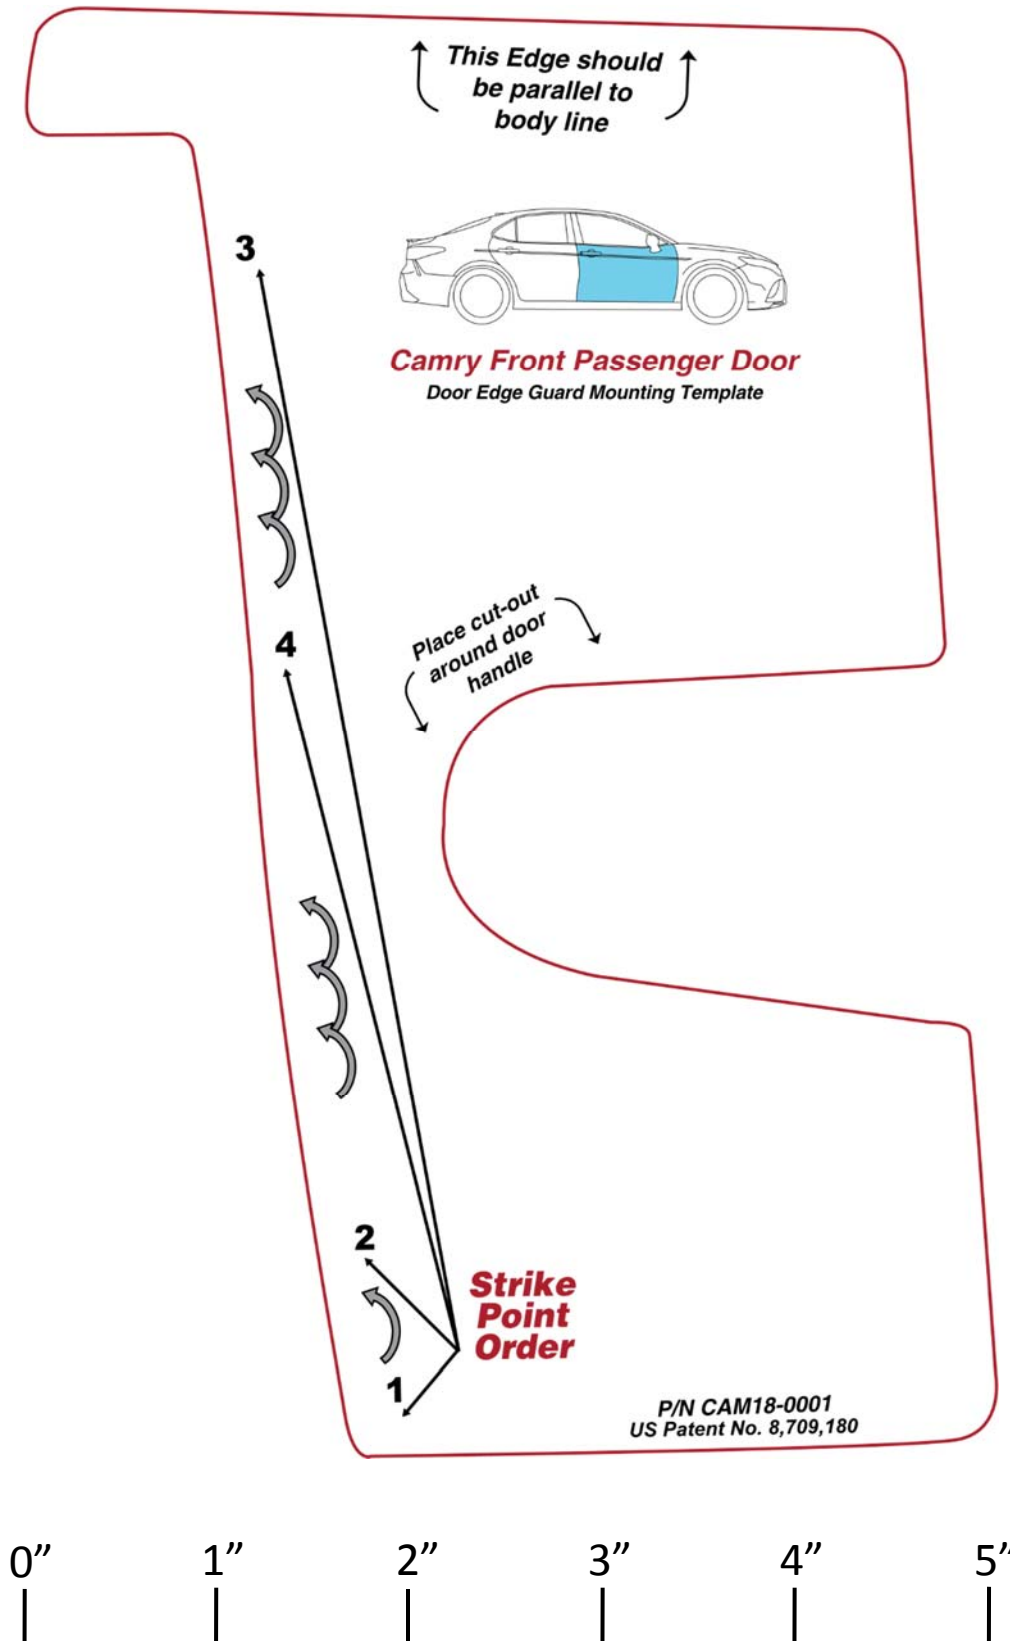 This Edge should
be parallel to
body line
3
Camry Front Passenger Door
Door Edge Guard Mounting Template
Place cut-out
around door
handle
4
2
Strike
Point
Order
1
P/N CAM18-0001
US Patent No. 8,709,180
0” 1” 2” 3” 4” 5”